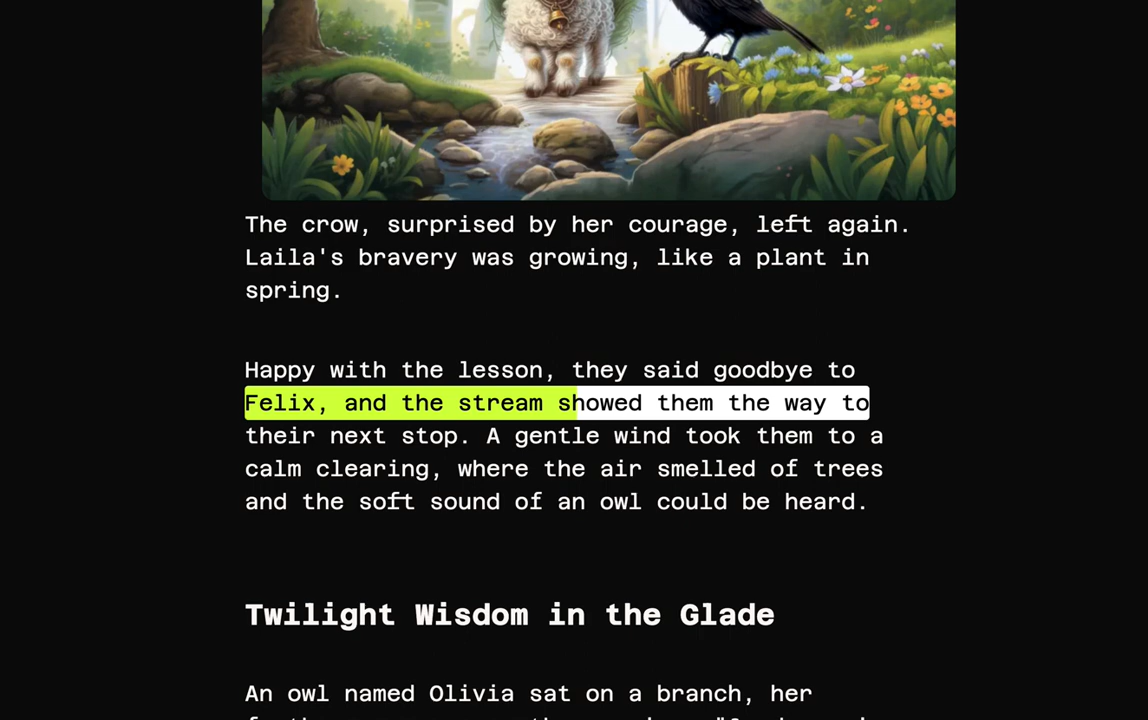 The crow, surprised by her courage, left again.
Laila's bravery was growing, like a plant in
spring.
Happy with the lesson, they said goodbye to
Felix, and the stream showed them the way to
their next stop. A gentle wind took them to a
calm clearing, where the air smelled of trees
and the soft sound of an owl could be heard.
Twilight Wisdom in the Glade
An owl named Olivia sat on a branch, her